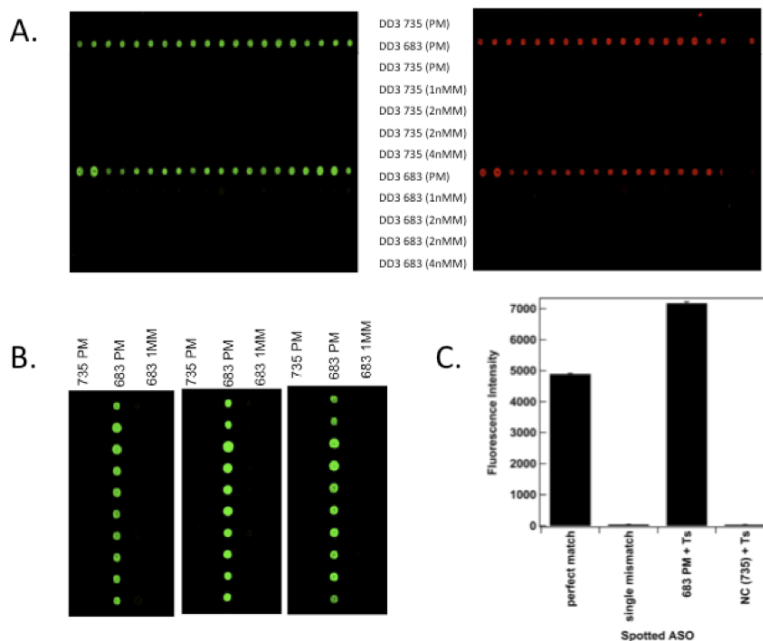 A.
DD3 735 (PM)
DD3 683 (PM)
DD3 735 (PM)
DD3 735 (1nMM)
DD3 735 (2nMM)
DD3 735 (2nMM)
DD3 735 (4nMM)
DD3 683 (PM)
DD3 683 (1nMM)
DD3 683 (2nMM)
DD3 683 (2nMM)
DD3 683 (4nMM)
B.
735 PM
683 PM
683 1MM
735 PM
683 PM
683 1MM
735 PM
683 PM
683 1MM
C.
Fluorescence Intensity
7000
6000
5000
4000
3000
2000
1000
0
perfect match
single mismatch
683 PM + Ts
NC (735) + Ts
Spotted ASO